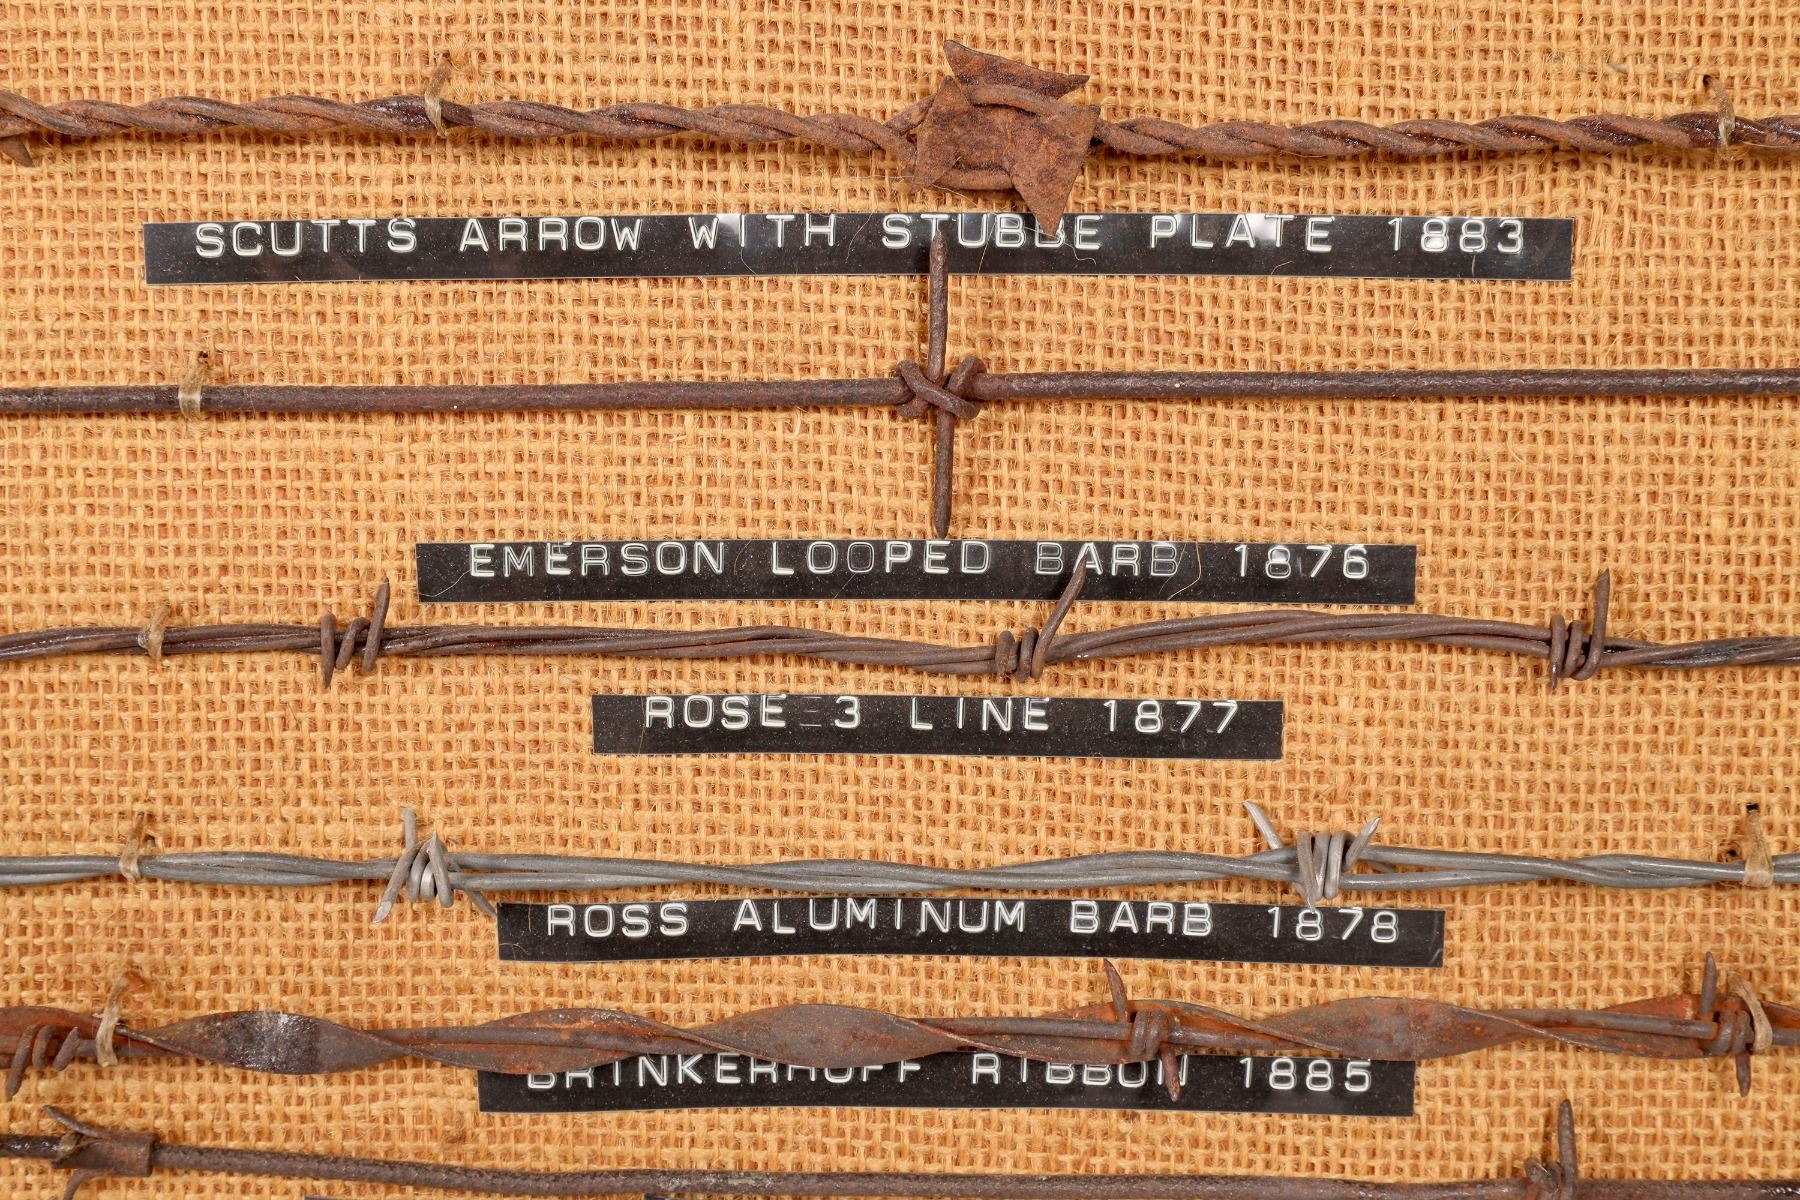 SCUTTS ARROW WITH STUBBE PLATE 1883
EMERSON LOOPED BARB 1876
ROSE 3 LINE 1877
ROSS ALUMINUM BARB 1878
BRINKERHOFF RIBBON 1885